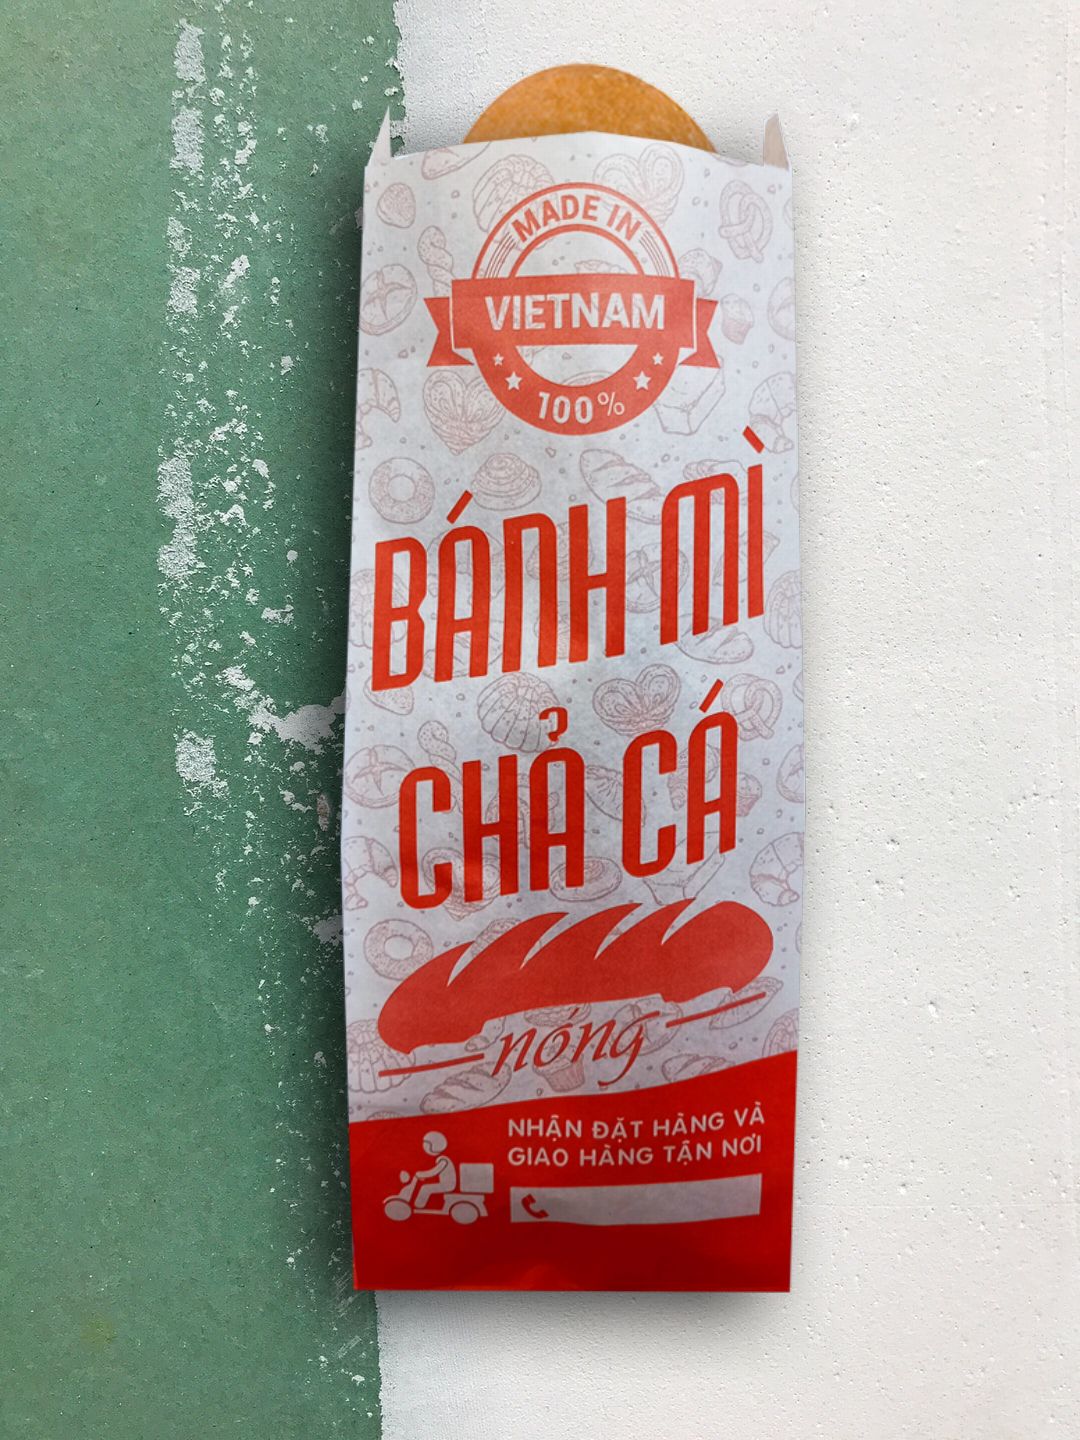 MADE IN
VIETNAM
100%
BÁNH MÌ
CHẢ CÁ
nóng
NHẬN ĐẶT HÀNG VÀ
GIAO HÀNG TẬN NƠI